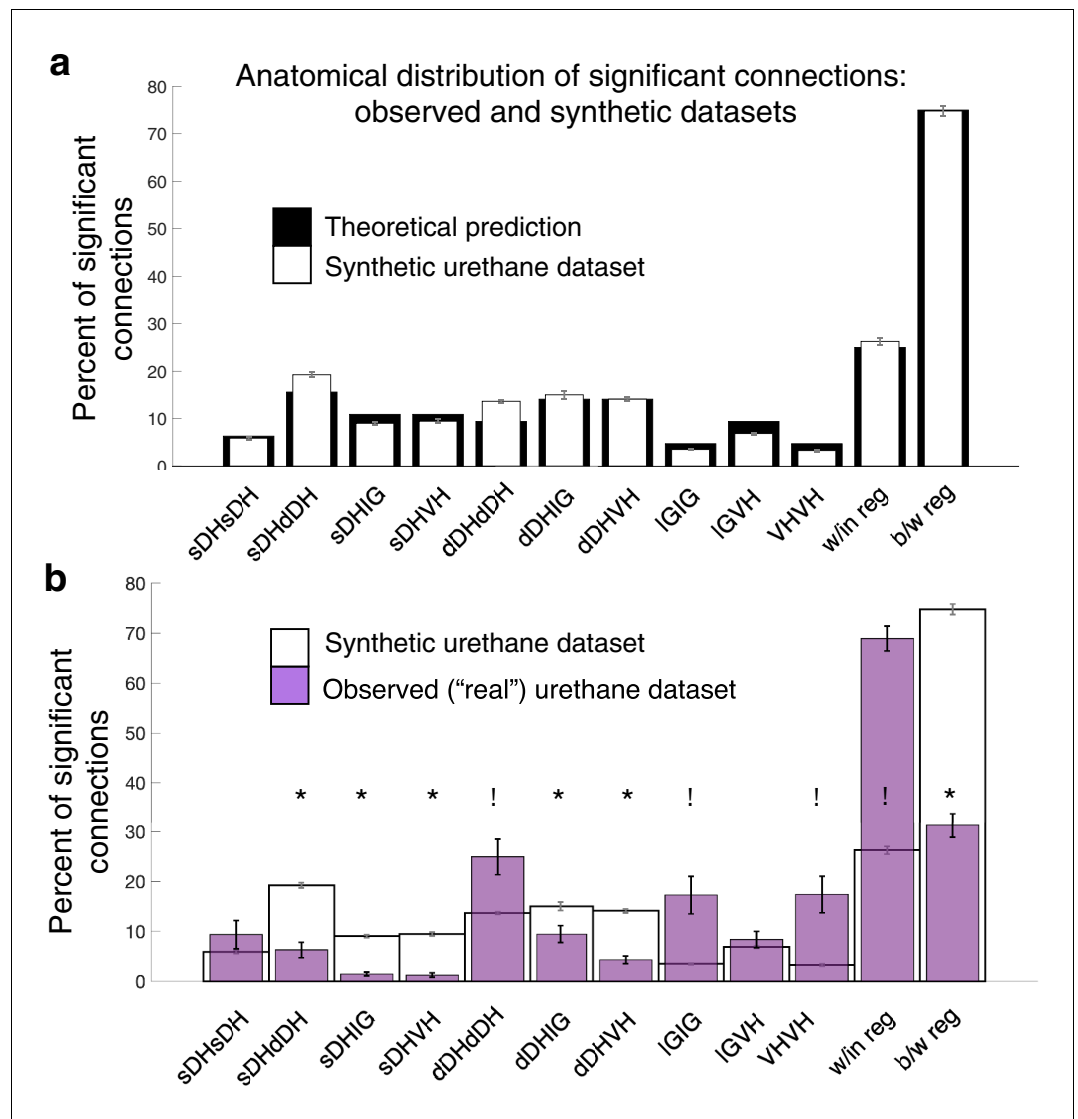 a
Anatomical distribution of significant connections:
observed and synthetic datasets
Percent of significant
connections
80
70
60
50
40
30
20
10
0
Theoretical prediction
Synthetic urethane dataset
sDHsDH
sDHdDH
sDHIG
sDHVH
dDHdDH
dDHIG
dDHVH
IGIG
IGVH
VHVH
w/in reg
b/w reg
b
Percent of significant
connections
80
70
60
50
40
30
20
10
0
Synthetic urethane dataset
Observed (“real”) urethane dataset
* * * ! * * ! ! ! *
sDHsDH
sDHdDH
sDHIG
sDHVH
dDHdDH
dDHIG
dDHVH
IGIG
IGVH
VHVH
w/in reg
b/w reg